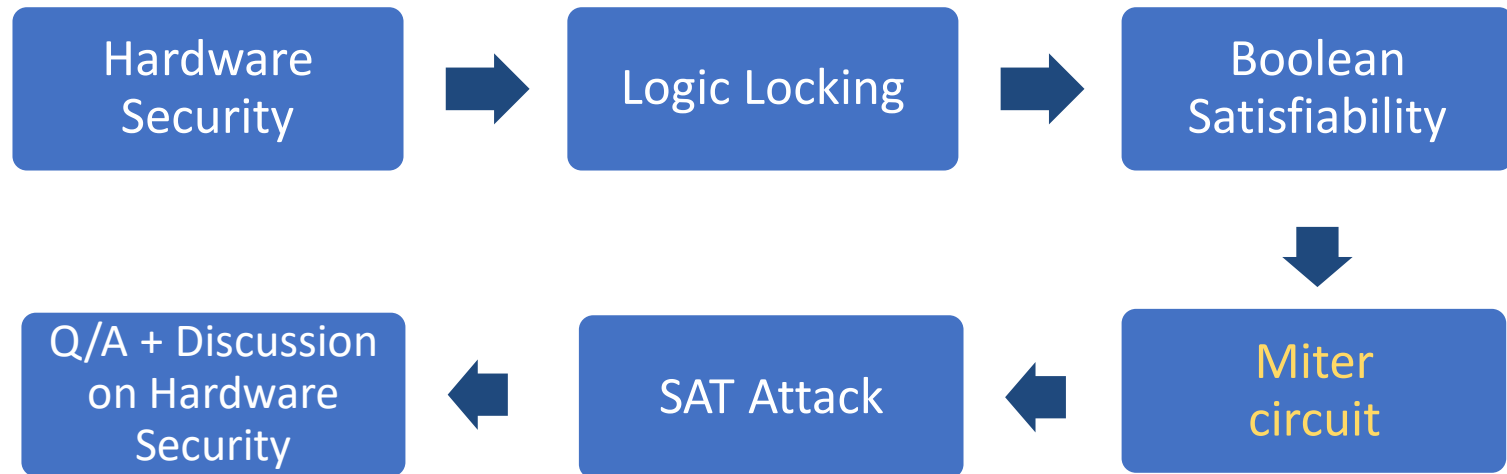 Hardware
Security
Logic Locking
Boolean
Satisfiability
Miter
circuit
SAT Attack
Q/A + Discussion
on Hardware
Security